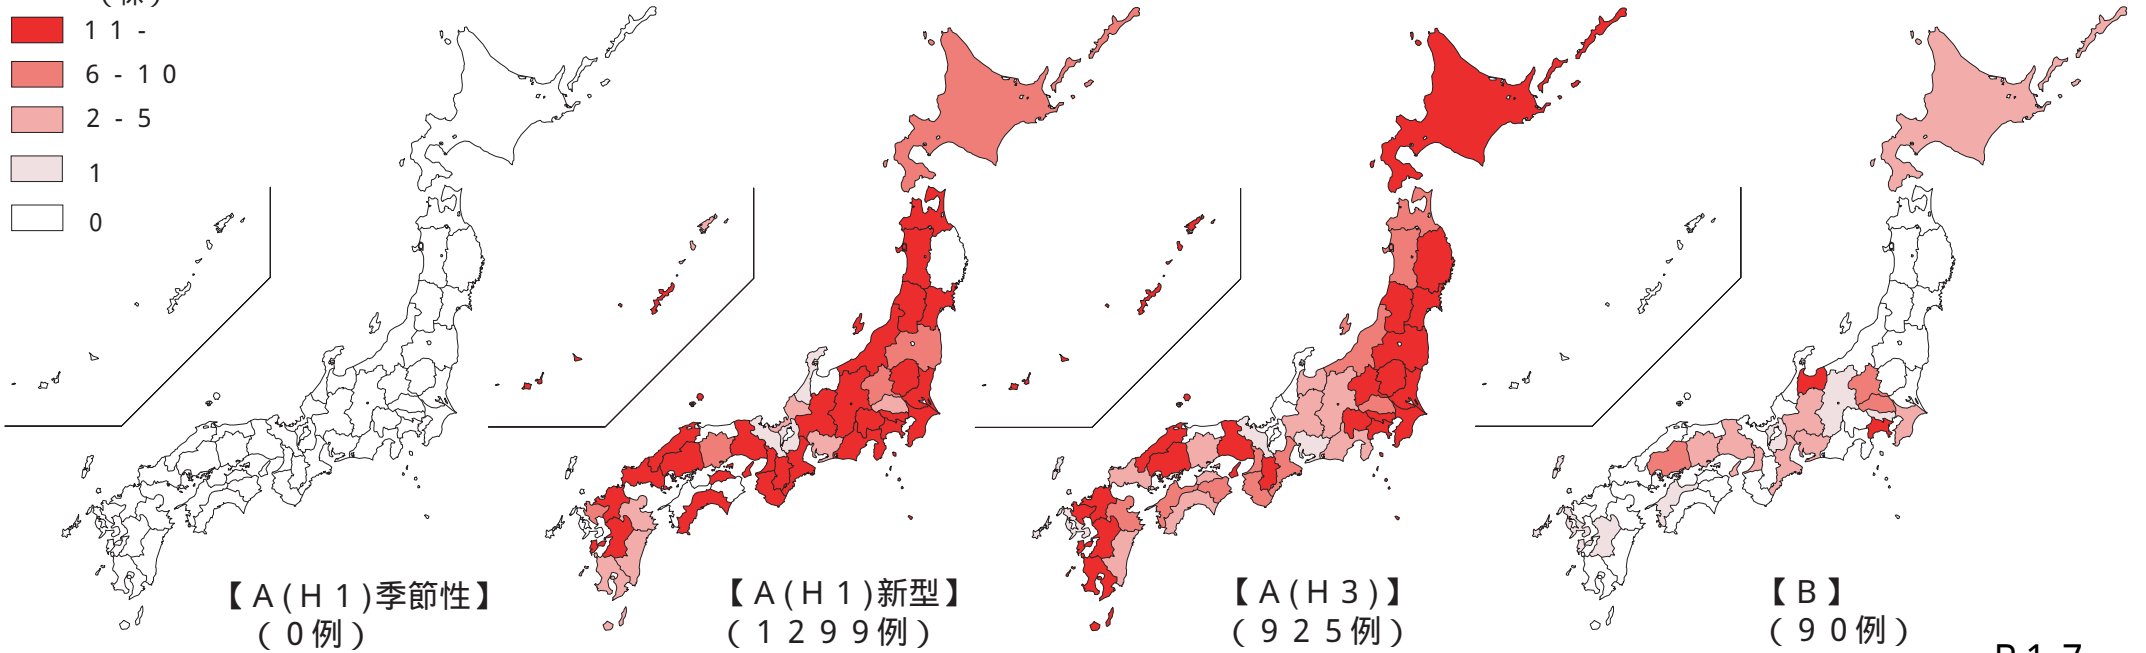 (株)
11-
6-10
2-5
1
0
【A(H1)季節性】
(0例)
【A(H1)新型】
(1299例)
【A(H3)】
(925例)
【B】
(90例)